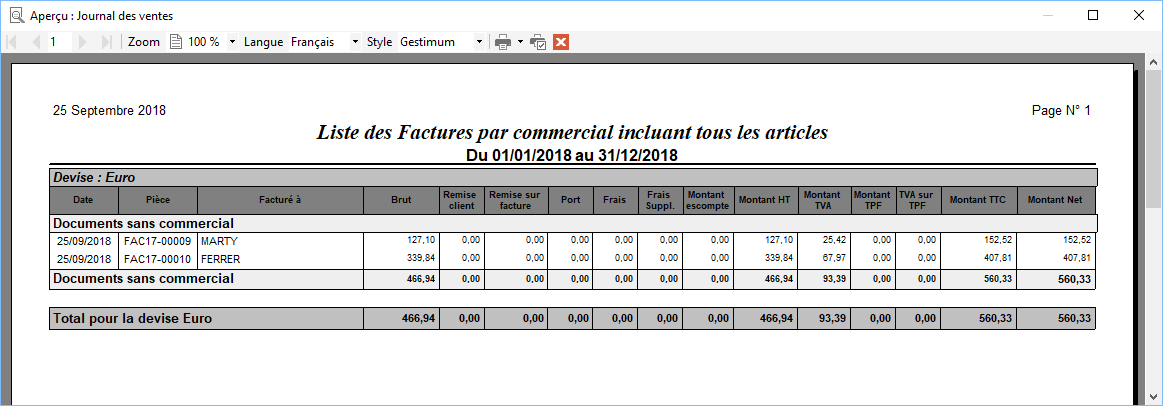 Aperçu : Journal des ventes
1 Zoom 100 % Langue Français Style Gestimum
25 Septembre 2018 Page N° 1
Liste des Factures par commercial incluant tous les articles
Du 01/01/2018 au 31/12/2018
Devise : Euro
Date Pièce Facturé à Brut Remise client Remise sur facture Port Frais Frais Suppl. Montant escompte Montant HT Montant TVA Montant TPF TVA sur TPF Montant TTC Montant Net
Documents sans commercial
25/09/2018 FAC17-00009 MARTY 127,10 0,00 0,00 0,00 0,00 0,00 0,00 127,10 25,42 0,00 0,00 152,52 152,52
25/09/2018 FAC17-00010 FERRER 339,84 0,00 0,00 0,00 0,00 0,00 0,00 339,84 67,97 0,00 0,00 407,81 407,81
Documents sans commercial 466,94 0,00 0,00 0,00 0,00 0,00 0,00 466,94 93,39 0,00 0,00 560,33 560,33
Total pour la devise Euro 466,94 0,00 0,00 0,00 0,00 0,00 0,00 466,94 93,39 0,00 0,00 560,33 560,33